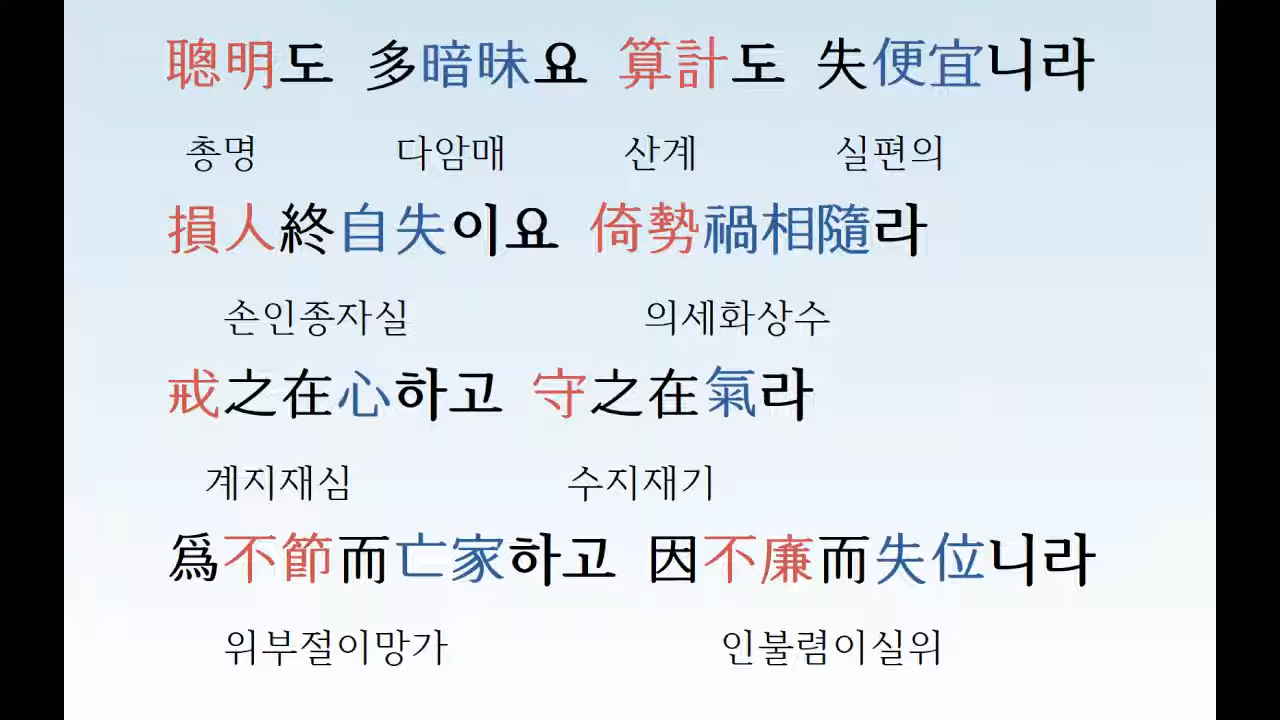 聰明도 多暗昧요 算計도 失便宜니라
총명 다암매 산계 실편의
損人終自失이요 倚勢禍相隨라
손인종자실 의세화상수
戒之在心하고 守之在氣라
계지재심 수지재기
爲不節而亡家하고 因不廉而失位니라
위부절이망가 인불렴이실위